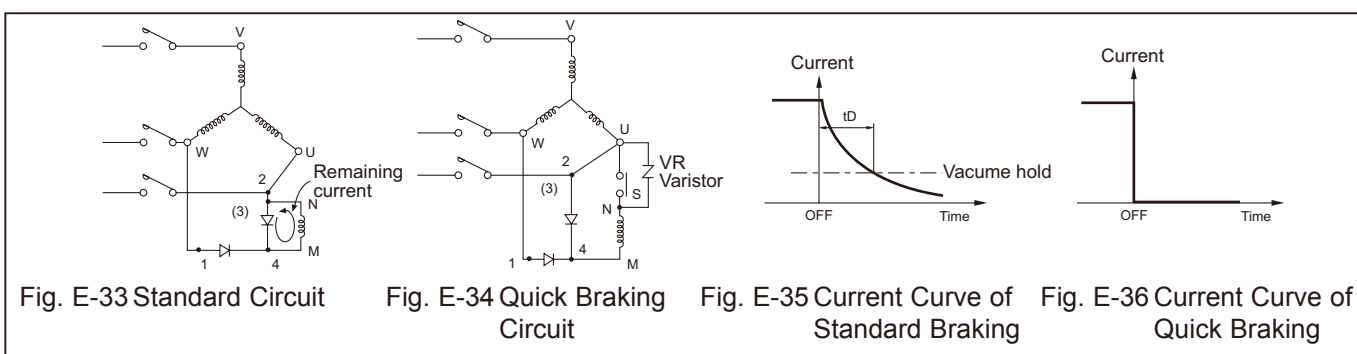 V
W
U
2
Remaining
current
(3)
N
1
4
M
Fig. E-33 Standard Circuit
V
W
U
2
VR
Varistor
(3)
S
N
1
4
M
Fig. E-34 Quick Braking
Circuit
Current
tD
Vacume hold
OFF
Time
Fig. E-35 Current Curve of
Standard Braking
Current
OFF
Time
Fig. E-36 Current Curve of
Quick Braking